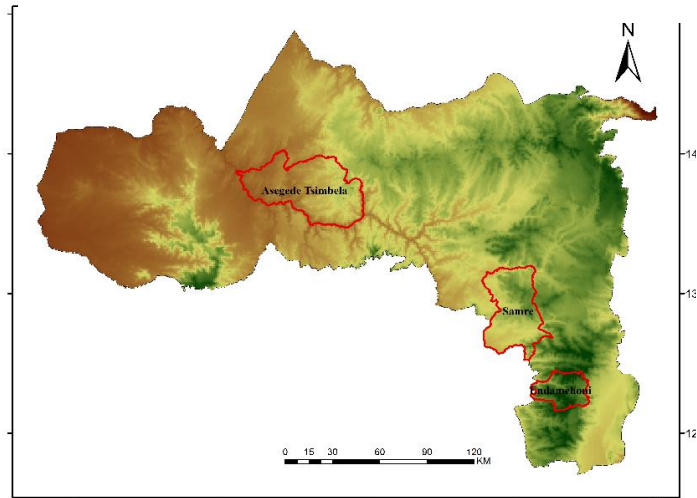 N
14
Asegede Tsimbela
13
Samre
Endamehoni
12
0 15 30 60 90 120
KM